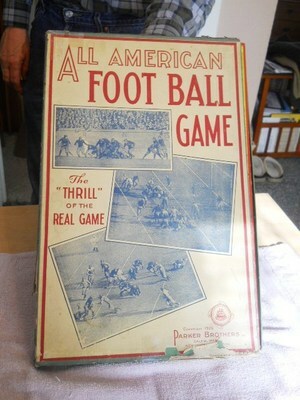 ALL AMERICAN
FOOT BALL
GAME
The
"THRILL"
OF THE
REAL GAME
PARKER BROTHERS